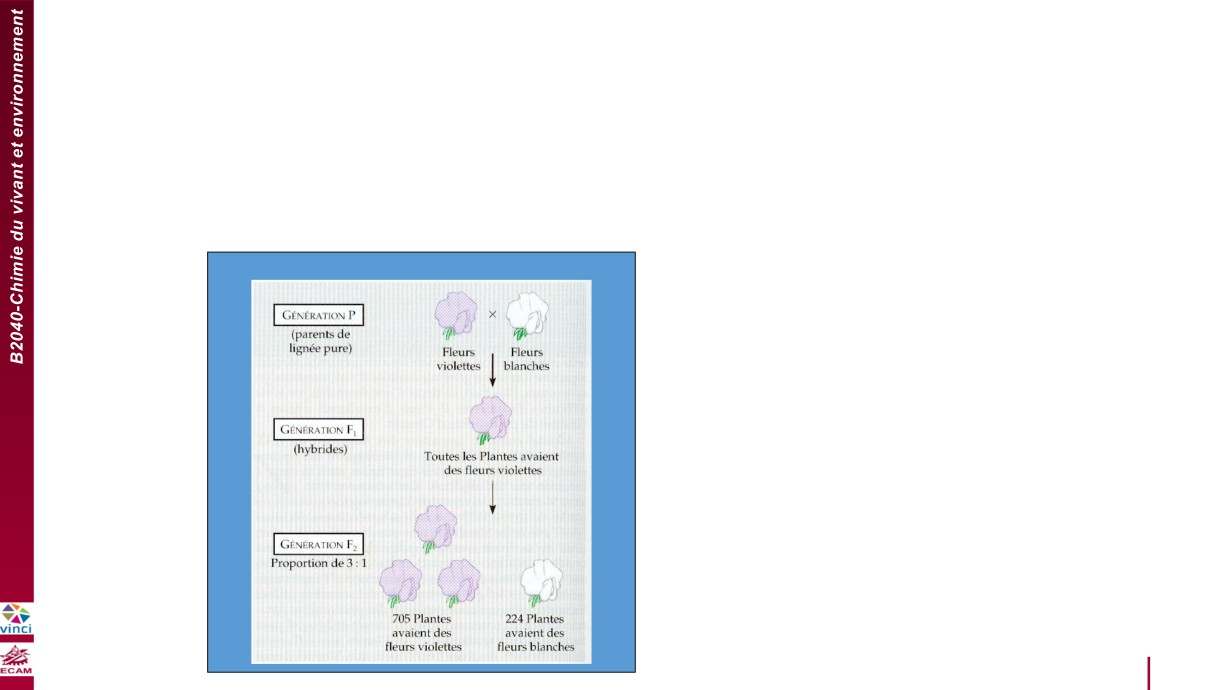 B2040-Chimie du vivant et environnement
GÉNÉRATION P
(parents de
lignée pure)
×
Fleurs
violettes
Fleurs
blanches
GÉNÉRATION F1
(hybrides)
Toutes les Plantes avaient
des fleurs violettes
GÉNÉRATION F2
Proportion de 3 : 1
705 Plantes
avaient des
fleurs violettes
224 Plantes
avaient des
fleurs blanches
vinci
ECAM